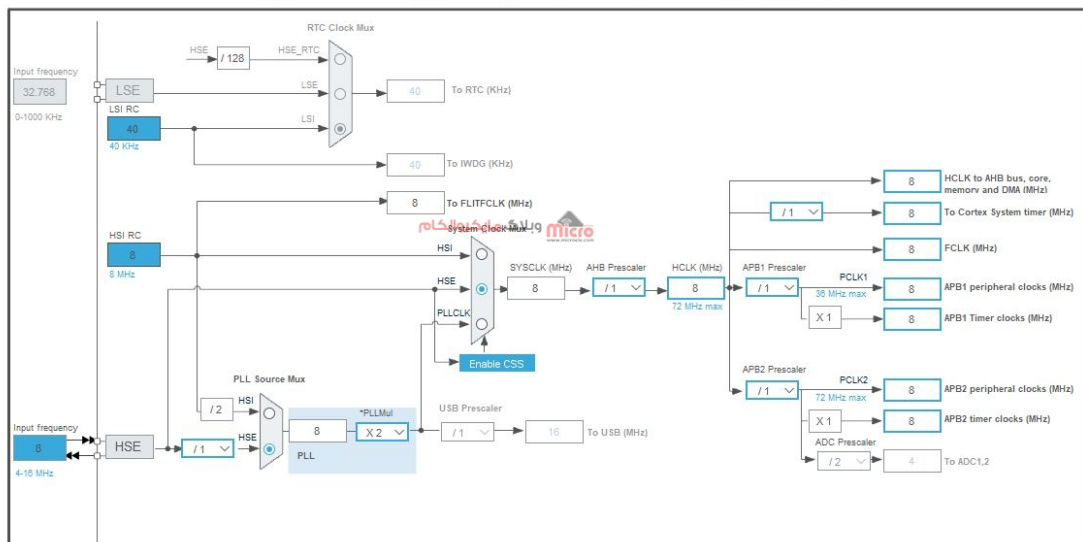 RTC Clock Mux
HSE
/ 128
HSE_RTC
Input frequency
32.768
0-1000 KHz
LSE
LSE
40
To RTC (KHz)
LSI RC
40
40 KHz
LSI
40
To IWDG (KHz)
8
To FLITFCLK (MHz)
وبلاگ مایکروالکام
Micro
www.microele.com
System Clock Mux
HSI RC
8
8 MHz
HSI
HSE
PLLCLK
SYSCLK (MHz)
8
AHB Prescaler
/ 1
HCLK (MHz)
8
72 MHz max
Enable CSS
8
HCLK to AHB bus, core,
memory and DMA (MHz)
/ 1
8
To Cortex System timer (MHz)
8
FCLK (MHz)
APB1 Prescaler
/ 1
PCLK1
36 MHz max
8
APB1 peripheral clocks (MHz)
X 1
8
APB1 Timer clocks (MHz)
APB2 Prescaler
/ 1
PCLK2
72 MHz max
8
APB2 peripheral clocks (MHz)
X 1
8
APB2 timer clocks (MHz)
ADC Prescaler
/ 2
4
To ADC1,2
PLL Source Mux
/ 2
HSI
Input frequency
8
4-16 MHz
HSE
/ 1
HSE
8
*PLLMul
X 2
PLL
USB Prescaler
/ 1
16
To USB (MHz)